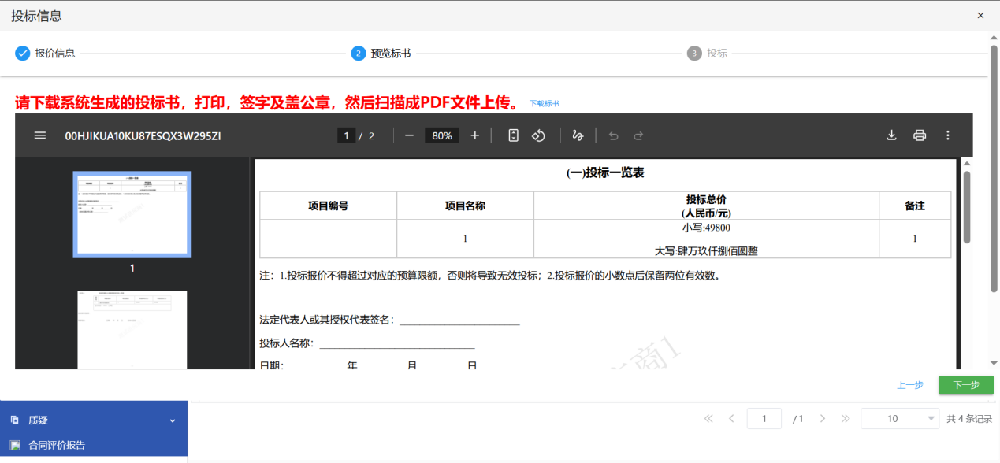 投标信息
×
报价信息
2
预览标书
3
投标
请下载系统生成的投标书，打印，签字及盖公章，然后扫描成PDF文件上传。 下载标书
00HJIKUA10KU87ESQX3W295ZI
1 / 2
80%
(一)投标一览表
项目编号 项目名称 投标总价 (人民币/元) 备注
1 小写:49800 1
大写:肆万玖仟捌佰圆整
注：1.投标报价不得超过对应的预算限额，否则将导致无效投标；2.投标报价的小数点后保留两位有效数。
法定代表人或其授权代表签名：
投标人名称：
日期： 年 月 日
商1
1
上一步
下一步
质疑
合同评价报告
1 / 1
10
共 4 条记录